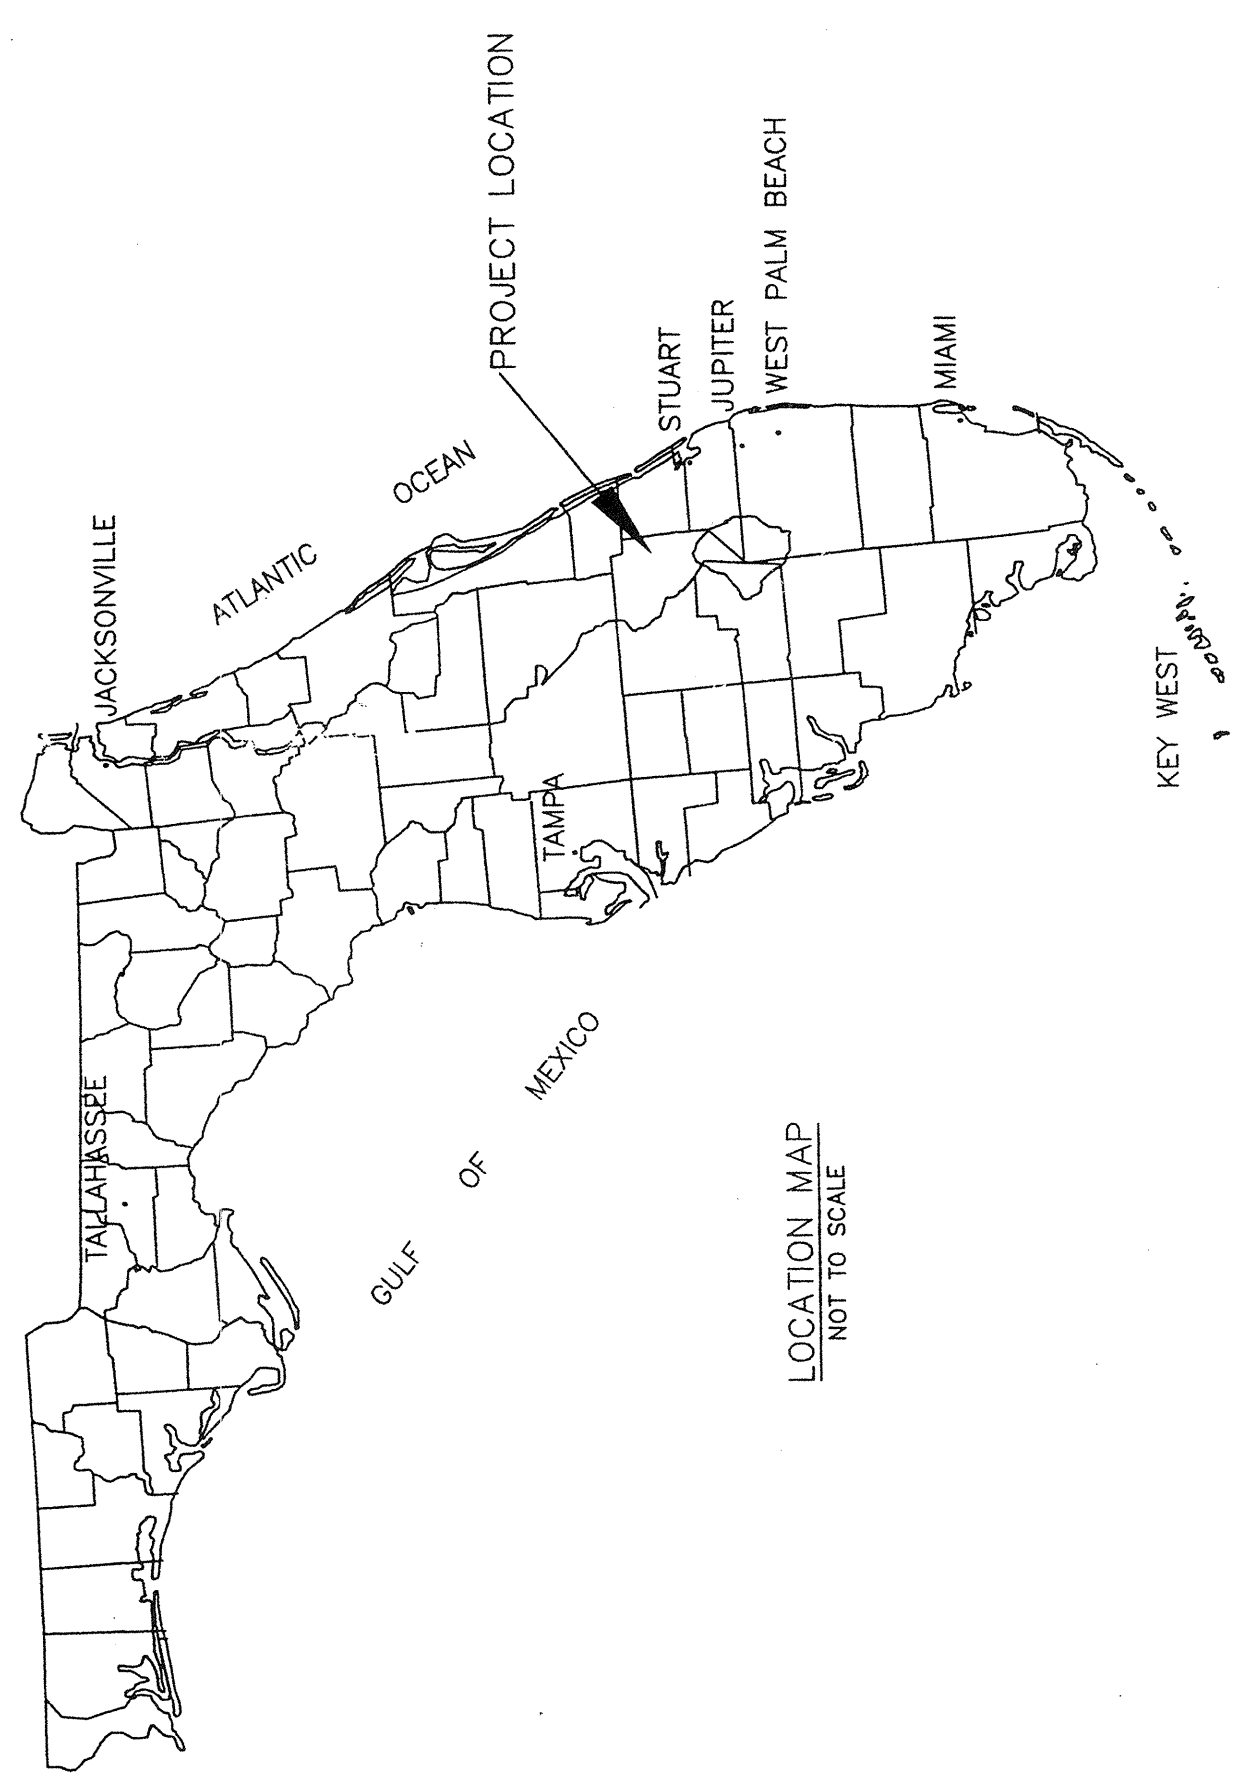 JACKSONVILLE
ATLANTIC
OCEAN
PROJECT LOCATION
STUART
JUPITER
WEST PALM BEACH
MIAMI
KEY WEST
TAMPA
TALLAHASSEE
GULF
OF
MEXICO
LOCATION MAP
NOT TO SCALE